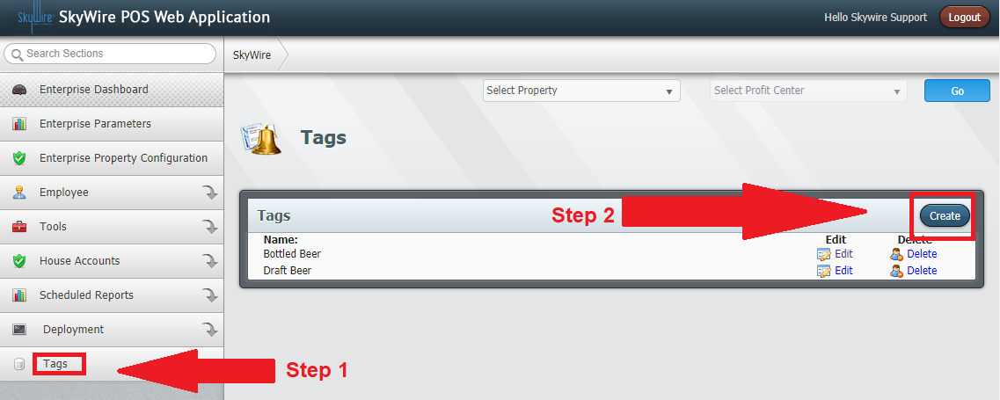 SkyWire SkyWire POS Web Application
Hello Skywire Support
Logout
Search Sections
SkyWire
Enterprise Dashboard
Select Property
Select Profit Center
Go
Enterprise Parameters
Tags
Enterprise Property Configuration
Employee
Tools
House Accounts
Scheduled Reports
Deployment
Tags
Step 1
Tags
Step 2
Create
Name: Edit Delete
Bottled Beer Edit Delete
Draft Beer Edit Delete